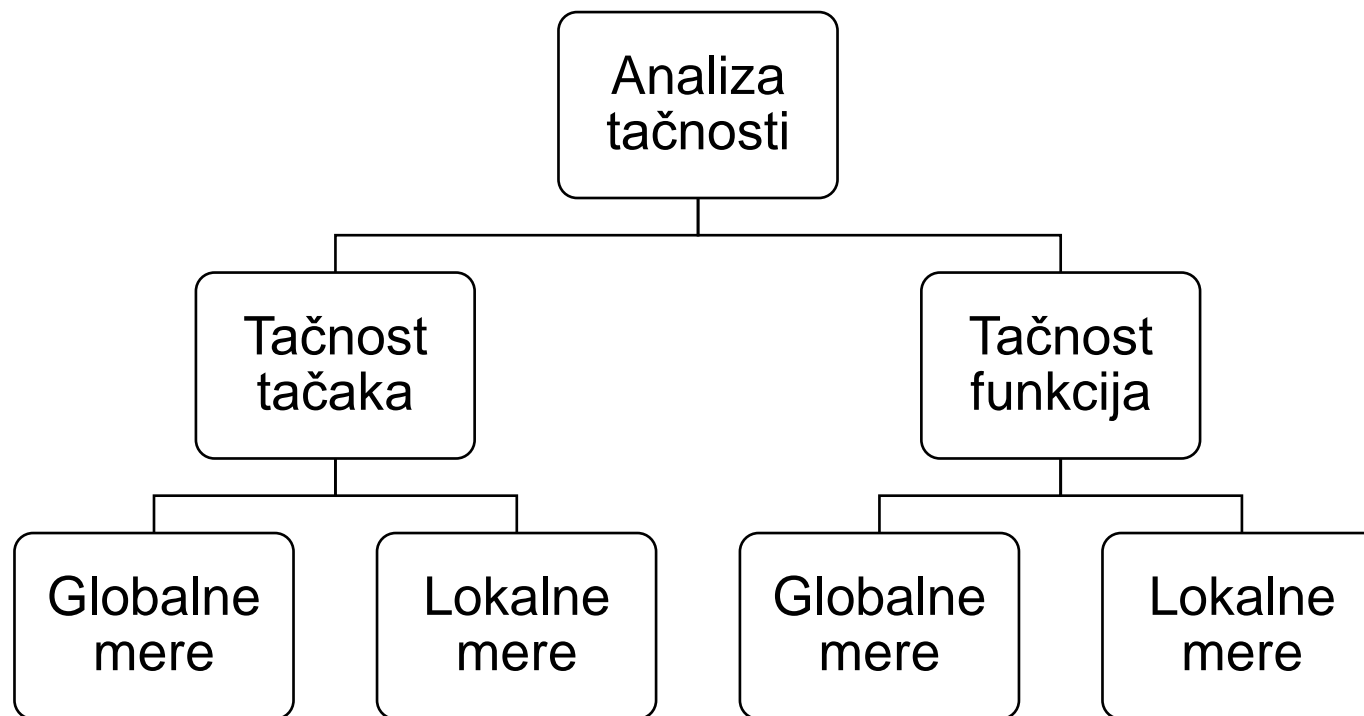 Analiza
tačnosti
Tačnost
tačaka
Tačnost
funkcija
Globalne
mere
Lokalne
mere
Globalne
mere
Lokalne
mere